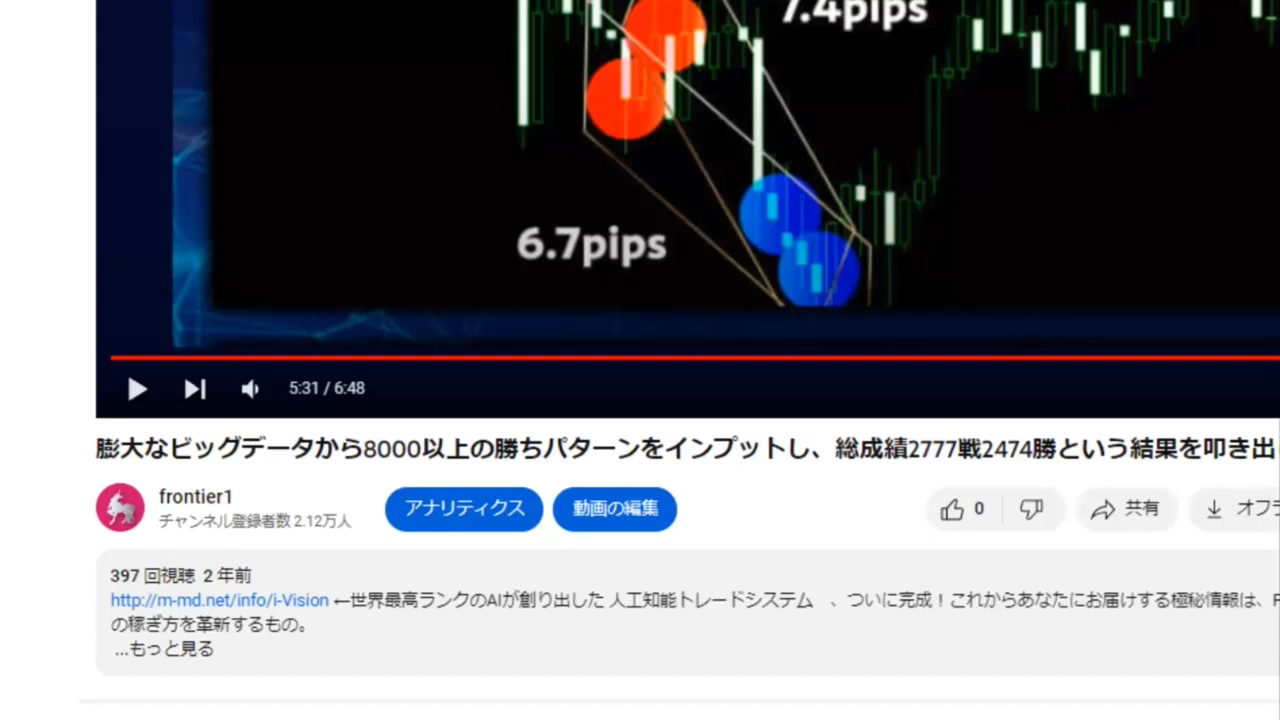 7.4pips
6.7pips
5:31 / 6:48
膨大なビッグデータから8000以上の勝ちパターンをインプットし、総成績2777戦2474勝という結果を叩き出
frontier1
チャンネル登録者数 2.12万人
アナリティクス
動画の編集
0
共有
オフラ
397 回視聴 2 年前
http://m-md.net/info/i-Vision ←世界最高ランクのAIが創り出した 人工知能トレードシステム 、ついに完成！これからあなたにお届けする極秘情報は、F
の稼ぎ方を革新するもの。
...もっと見る